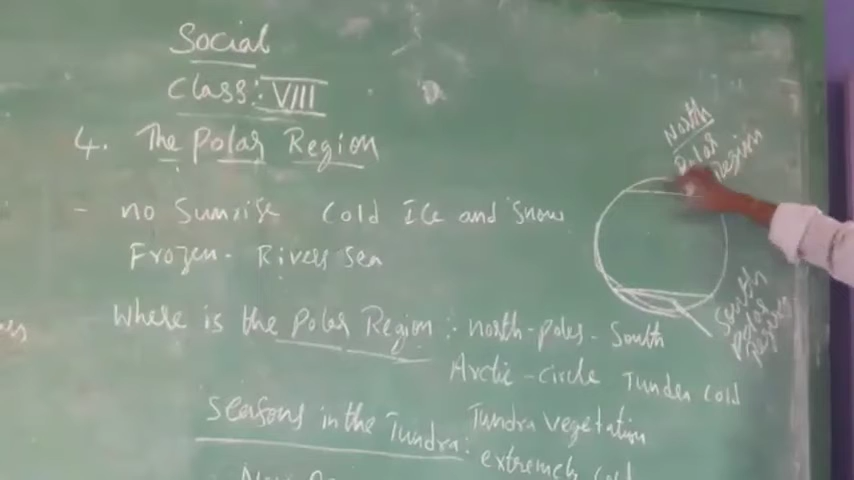 Social
Class: VIII
4. The Polar Region
- no Sunrise Cold Ice and Snow
Frozen - Rivers sea
Where is the Polar Region :- north-poles - South
Arctic-circle Tunder cold
Seasons in the Tundra: Tundra vegetation
extremely cold
North
Polar
Region
South
Polar
Region